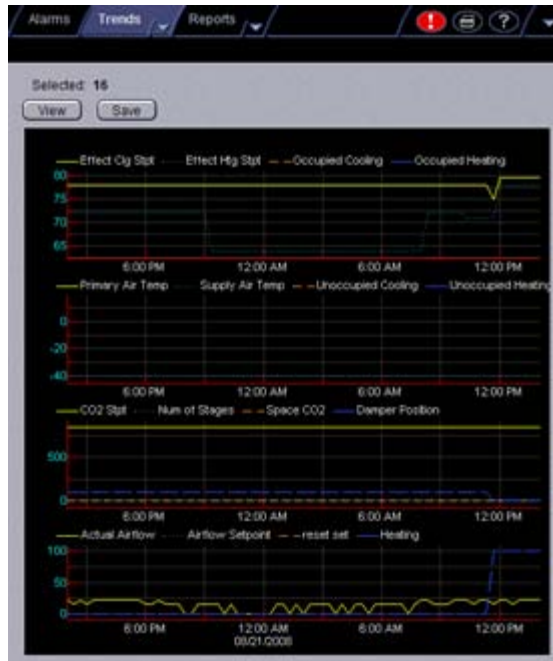 Alarms Trends Reports ! ?
Selected: 16
View Save
Effect Clg Stpt Effect Htg Stpt Occupied Cooling Occupied Heating
80
75
70
65
6:00 PM 12:00 AM 6:00 AM 12:00 PM
Primary Air Temp Supply Air Temp Unoccupied Cooling Unoccupied Heating
0
-20
-40
6:00 PM 12:00 AM 6:00 AM 12:00 PM
CO2 Stpt Num of Stages Space CO2 Damper Position
500
0
6:00 PM 12:00 AM 6:00 AM 12:00 PM
Actual Airflow Airflow Setpoint reset set Heating
100
50
0
6:00 PM 12:00 AM 6:00 AM 12:00 PM
08/21/2008